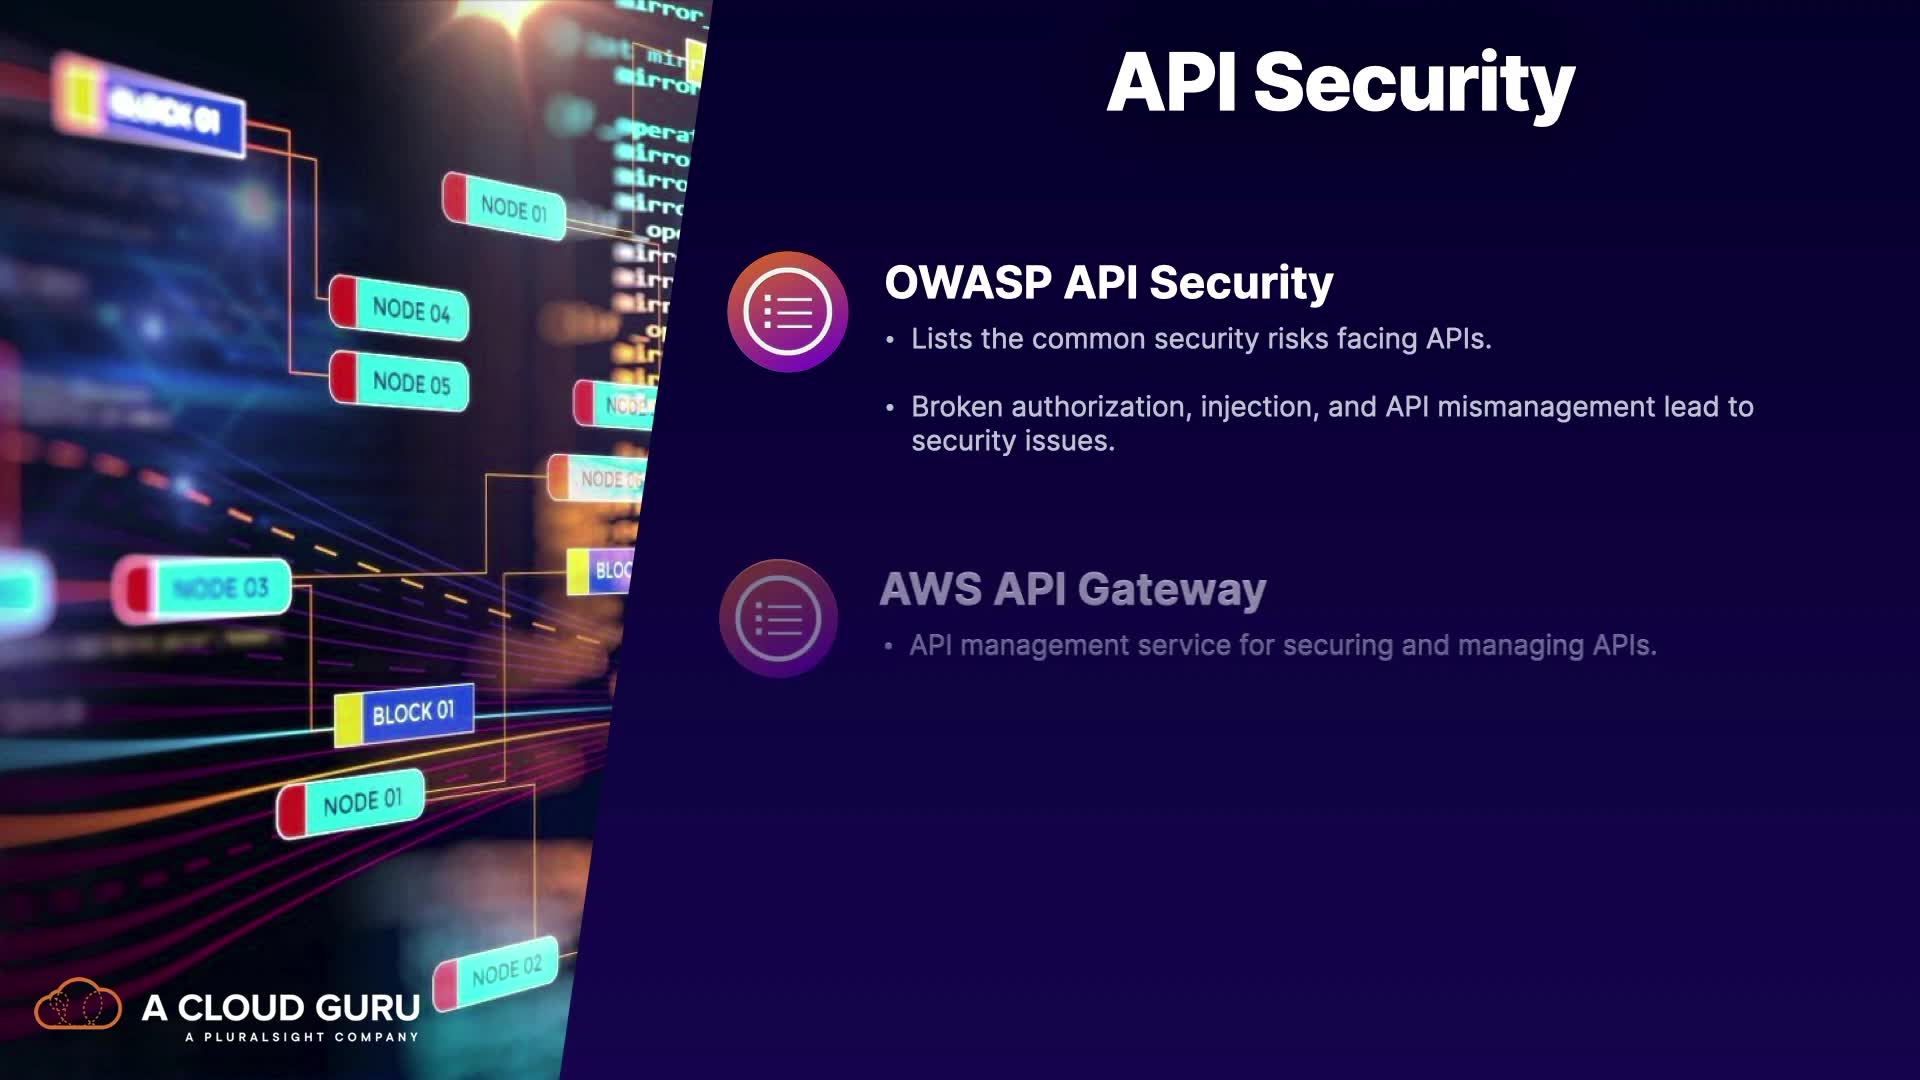 API Security
OWASP API Security
• Lists the common security risks facing APIs.
• Broken authorization, injection, and API mismanagement lead to
security issues.
AWS API Gateway
• API management service for securing and managing APIs.
BLOCK 01
NODE 01
NODE 04
NODE 05
NODE 06
NODE 03
BLOCK 01
NODE 01
NODE 02
A CLOUD GURU
A PLURALSIGHT COMPANY